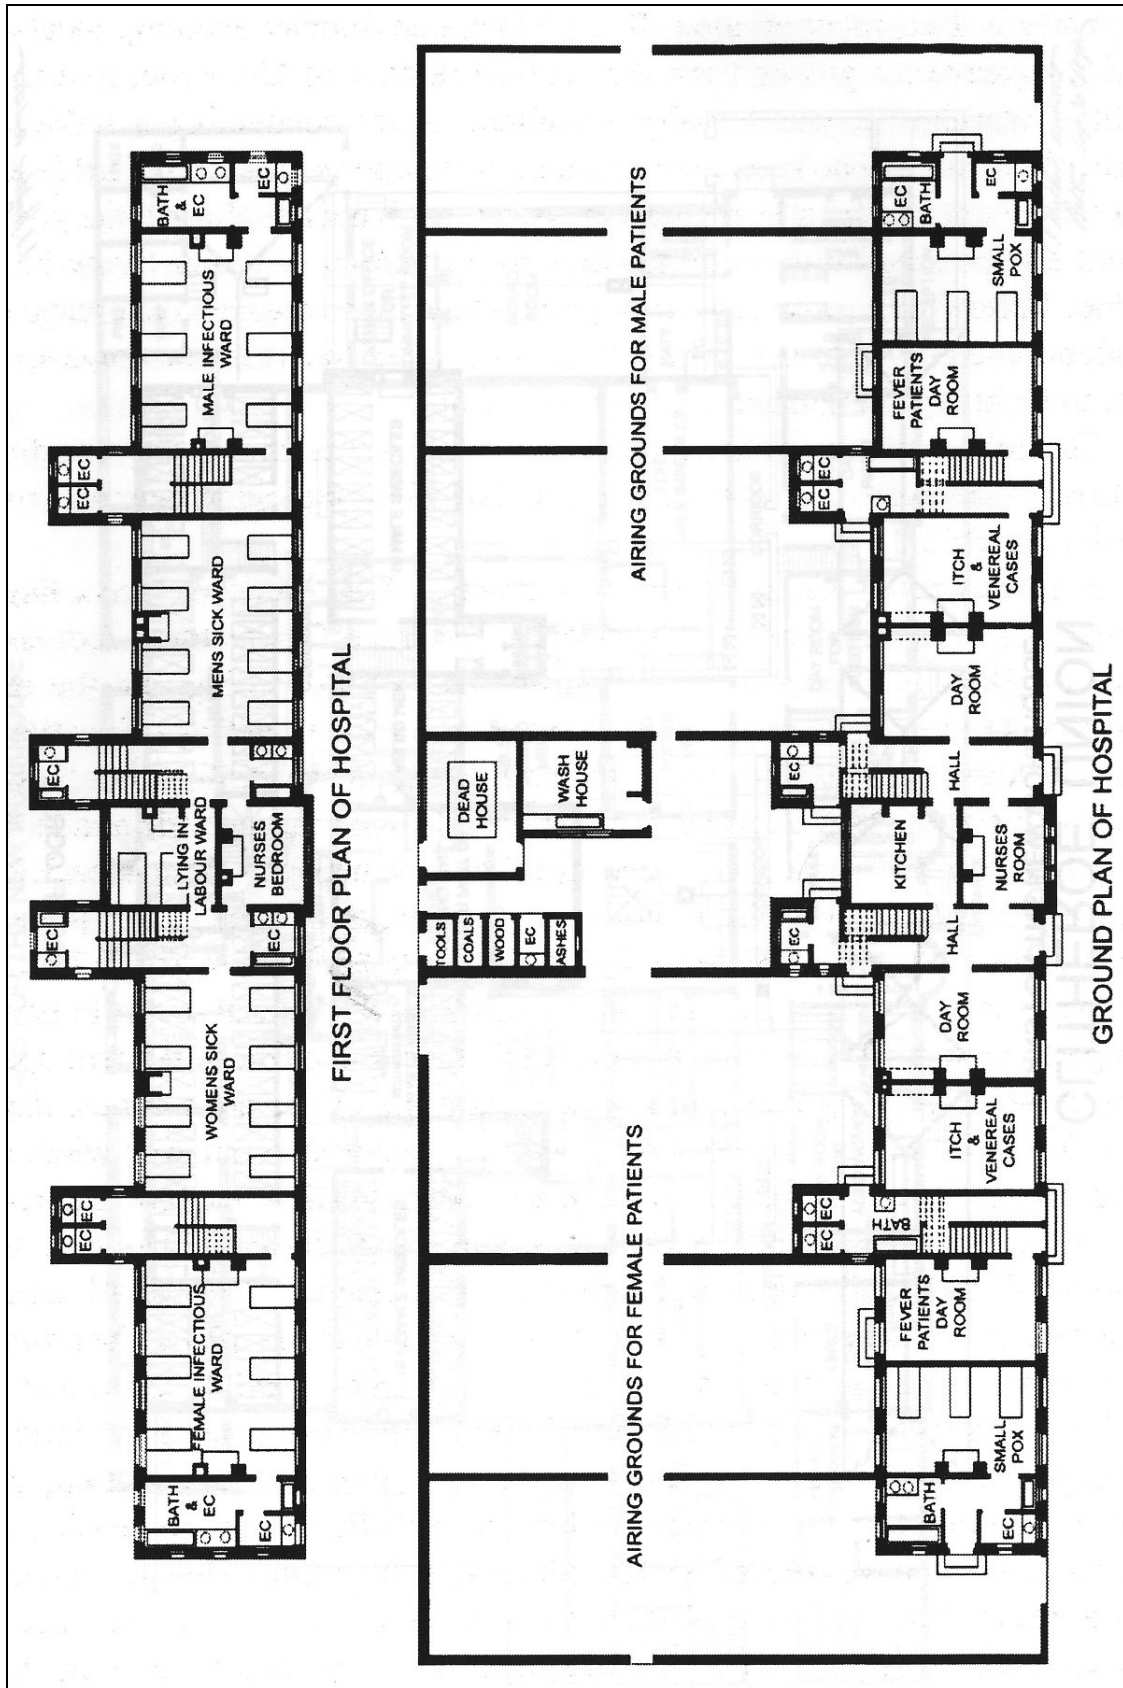 BATH
&
EC
EC
FEMALE INFECTIOUS
WARD
EC
EC
WOMENS SICK
WARD
EC
EC
LYING IN
LABOUR WARD
NURSES
BEDROOM
EC
MENS SICK WARD
EC
EC
MALE INFECTIOUS
WARD
BATH
&
EC
EC
FIRST FLOOR PLAN OF HOSPITAL
TOOLS
COALS
WOOD
EC
ASHES
DEAD
HOUSE
WASH
HOUSE
AIRING GROUNDS FOR FEMALE PATIENTS
AIRING GROUNDS FOR MALE PATIENTS
BATH
EC
SMALL
POX
FEVER
PATIENTS
DAY
ROOM
EC
EC
BATH
ITCH
&
VENEREAL
CASES
DAY
ROOM
EC
HALL
KITCHEN
NURSES
ROOM
EC
HALL
DAY
ROOM
ITCH
&
VENEREAL
CASES
EC
EC
FEVER
PATIENTS
DAY
ROOM
SMALL
POX
EC
BATH
EC
GROUND PLAN OF HOSPITAL